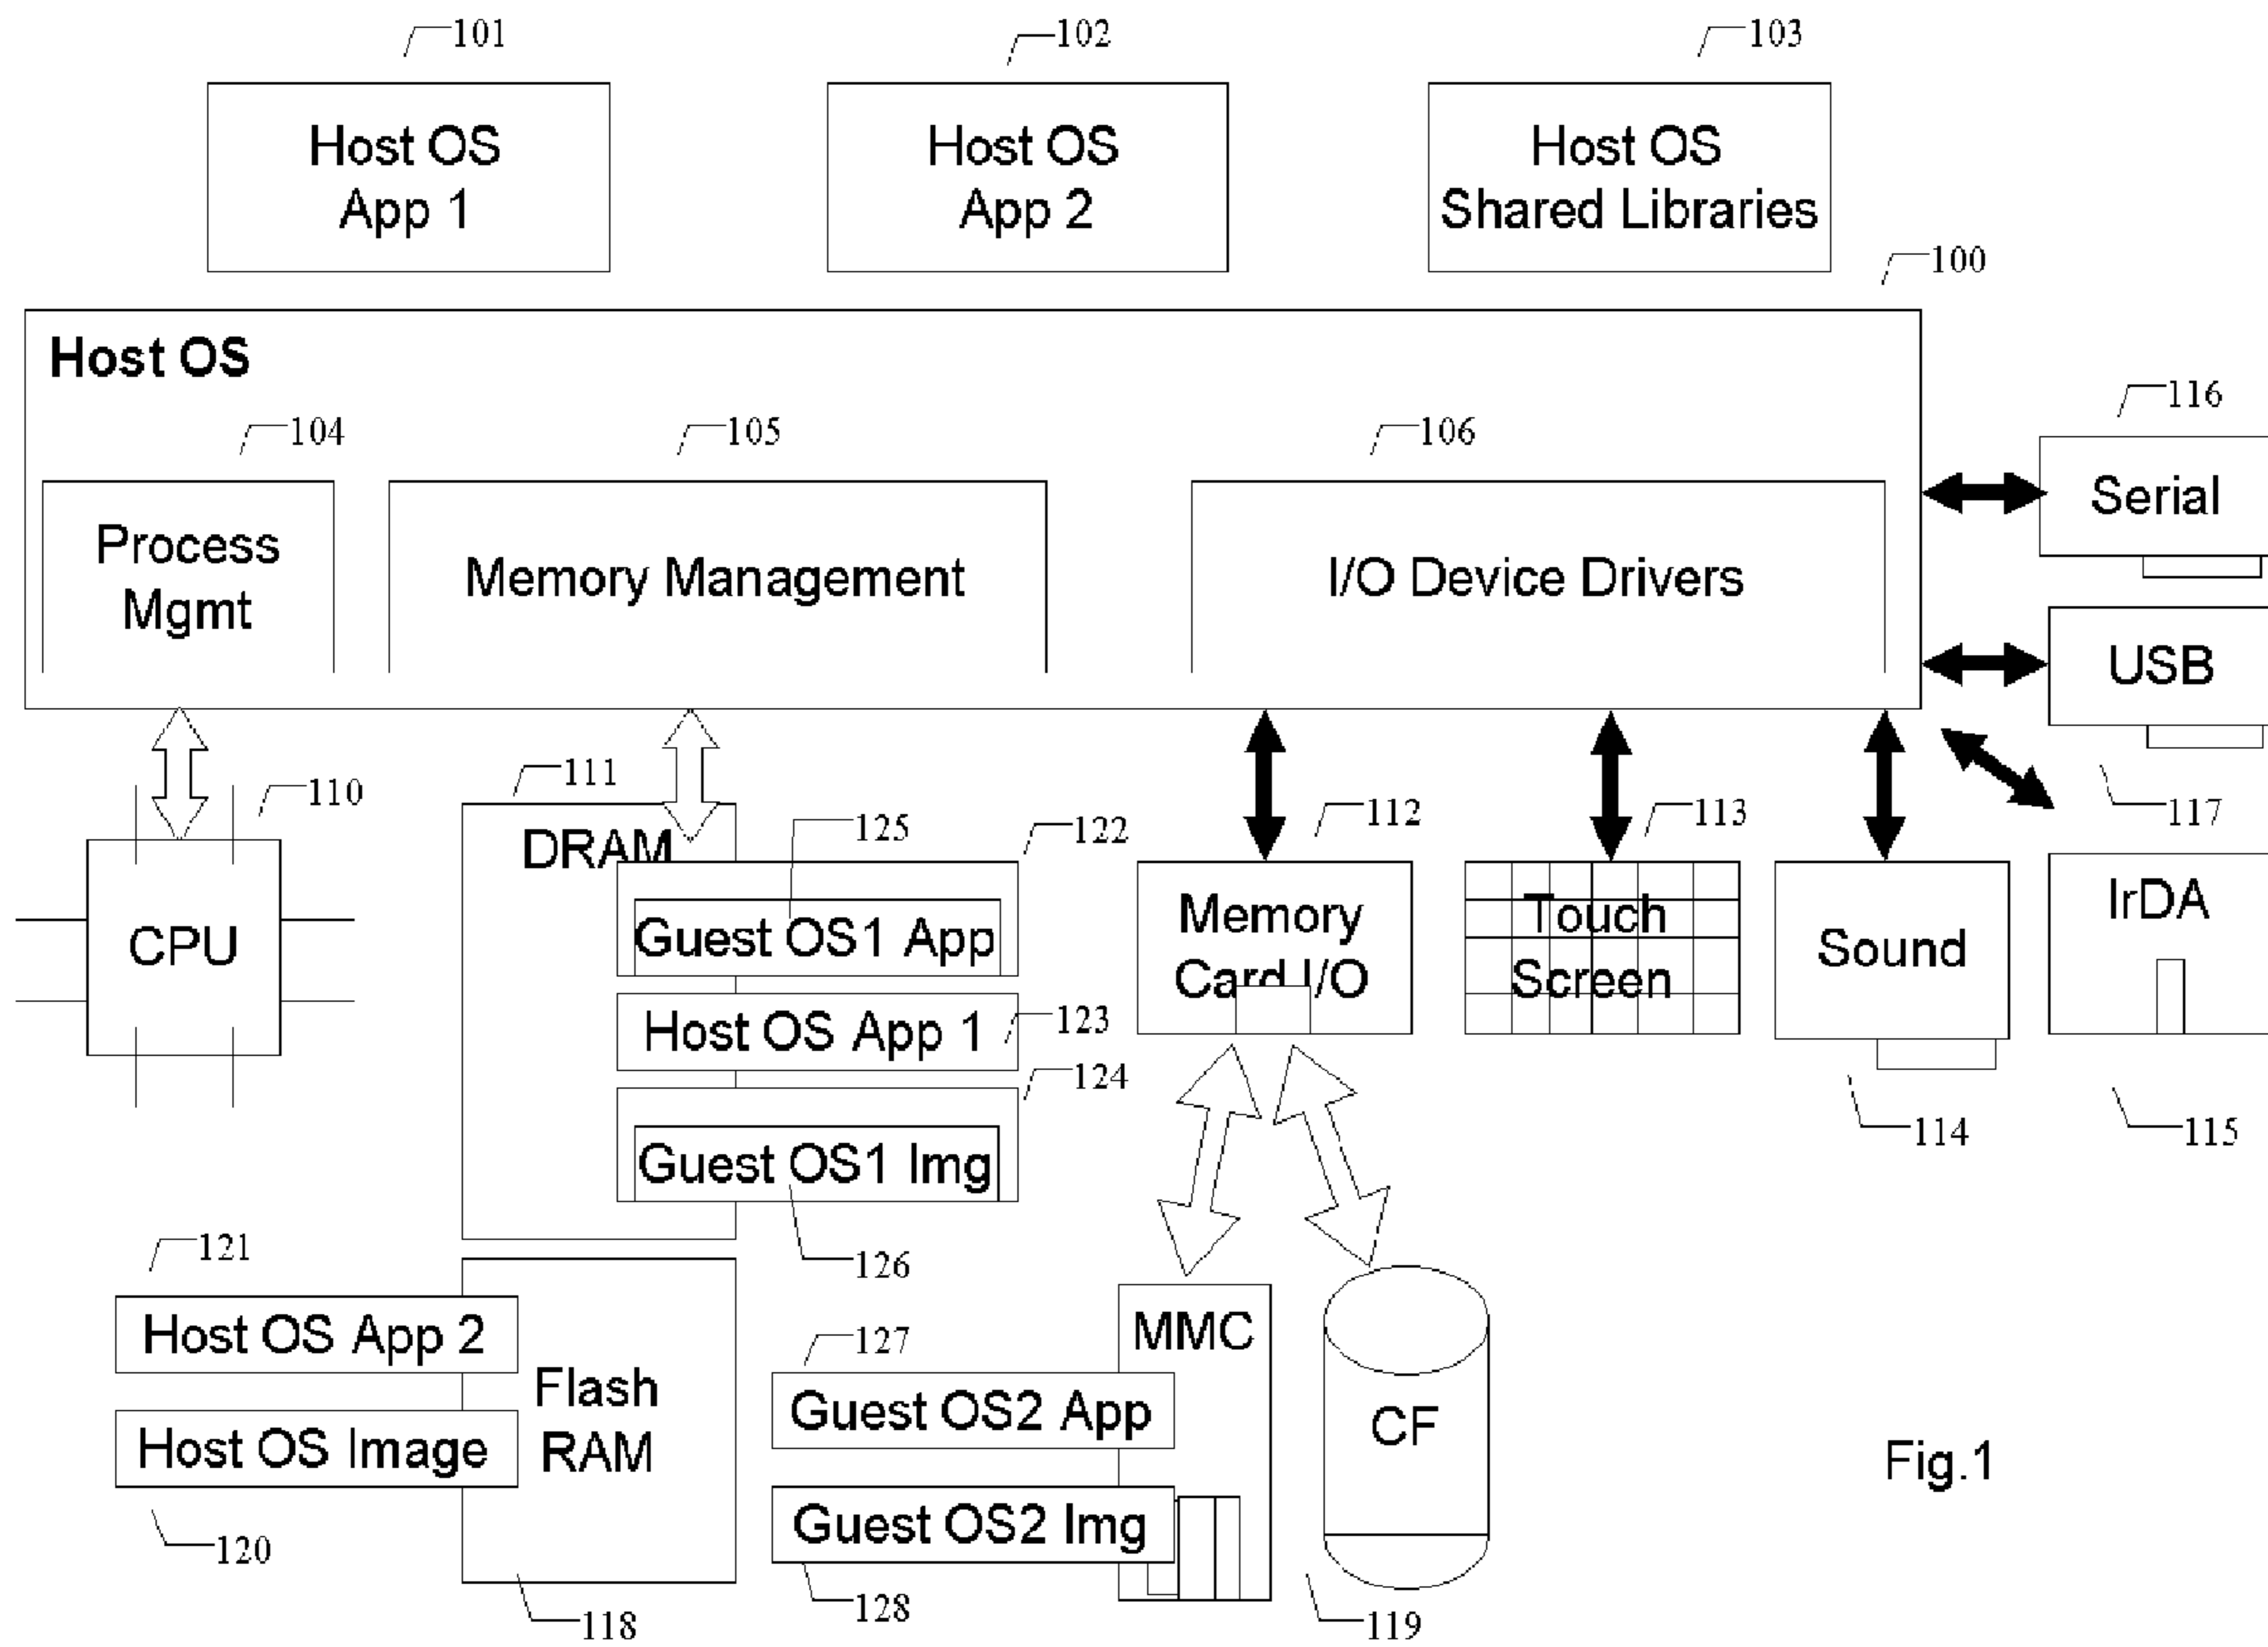 101
102
103
Host OS
App 1
Host OS
App 2
Host OS
Shared Libraries
100
Host OS
116
104
105
106
Serial
Process
Mgmt
Memory Management
I/O Device Drivers
USB
111
110
125
122
112
113
117
DRAM
CPU
Guest OS1 App
Memory
Card I/O
Touch
Screen
Sound
IrDA
Host OS App 1
123
124
114
115
Guest OS1 Img
121
126
Host OS App 2
127
MMC
Flash
RAM
Guest OS2 App
CF
Host OS Image
Fig.1
Guest OS2 Img
120
118
128
119